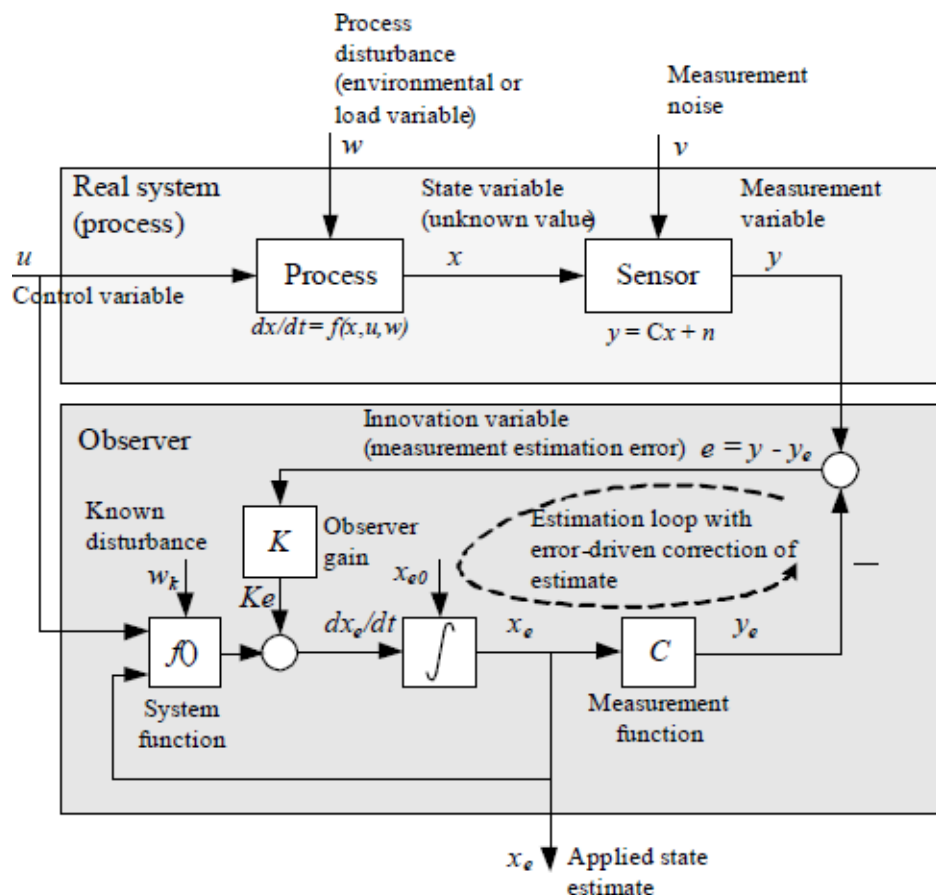 Process
disturbance
(environmental or
load variable)
Measurement
noise
w
v
Real system
(process)
State variable
(unknown value)
Measurement
variable
u
Process
x
Sensor
y
Control variable
dx/dt = f(x,u,w)
y = Cx + n
Observer
Innovation variable
(measurement estimation error) e = y - ye
Known
disturbance
K
Observer
gain
Estimation loop with
error-driven correction of
estimate
wk
Ke
xe0
dxe/dt
xe
ye
f()
∫
C
—
System
function
Measurement
function
xe
Applied state
estimate